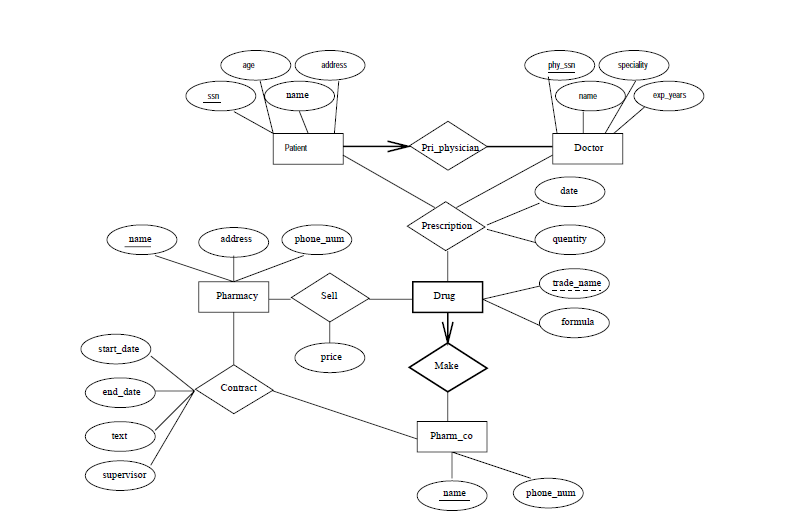 age
address
phy_ssn
speciality
ssn
name
name
exp_years
Patient
Pri_physician
Doctor
date
Prescription
name
address
phone_num
quentity
Pharmacy
Sell
Drug
trade_name
formula
start_date
price
Make
end_date
Contract
text
Pharm_co
supervisor
name
phone_num